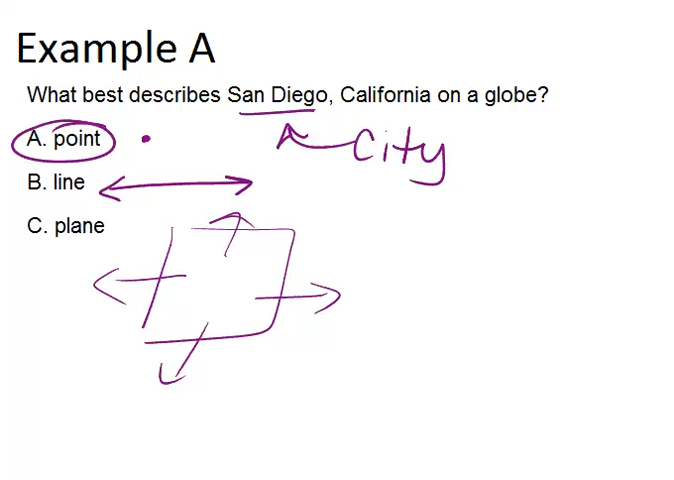 Example A
What best describes San Diego, California on a globe?
A. point
City
B. line
C. plane